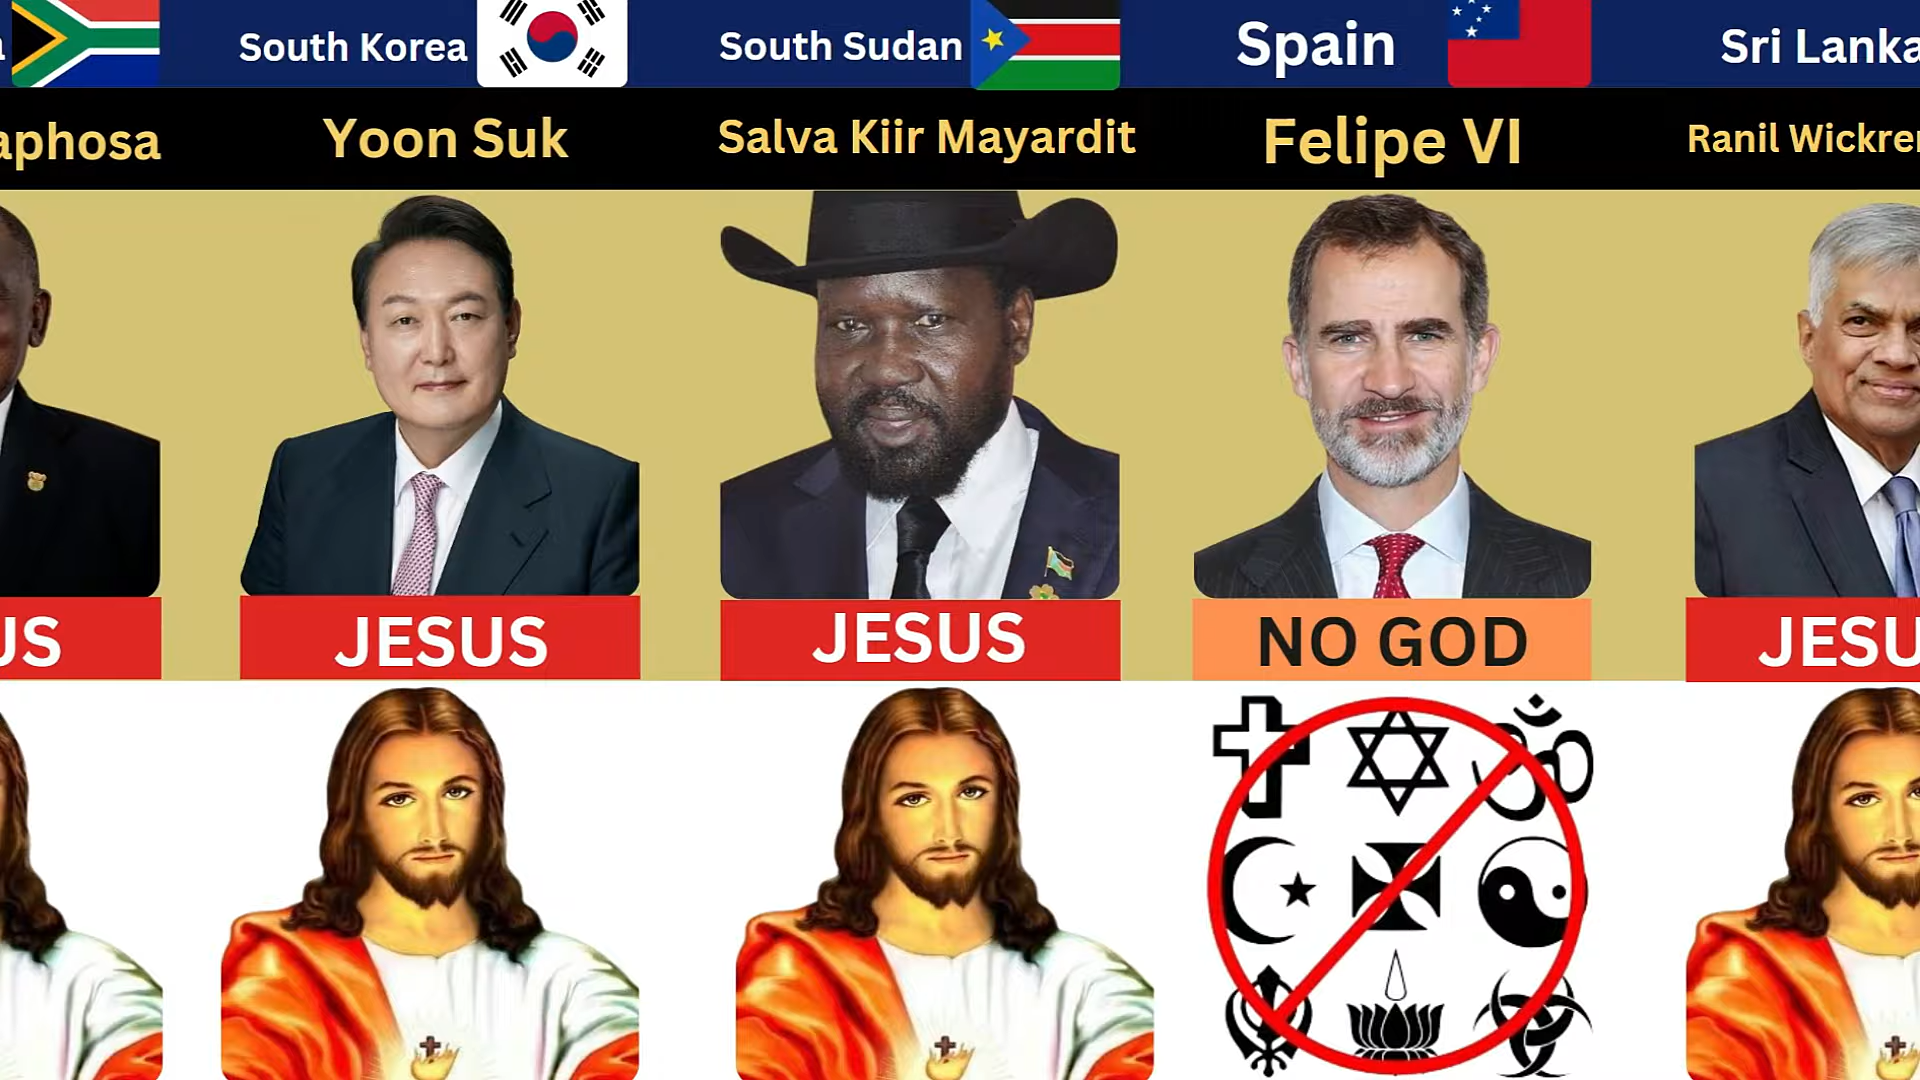 a
South Korea
South Sudan
Spain
Sri Lanka
aphosa
Yoon Suk
Salva Kiir Mayardit
Felipe VI
Ranil Wickre
US
JESUS
JESUS
NO GOD
JESU